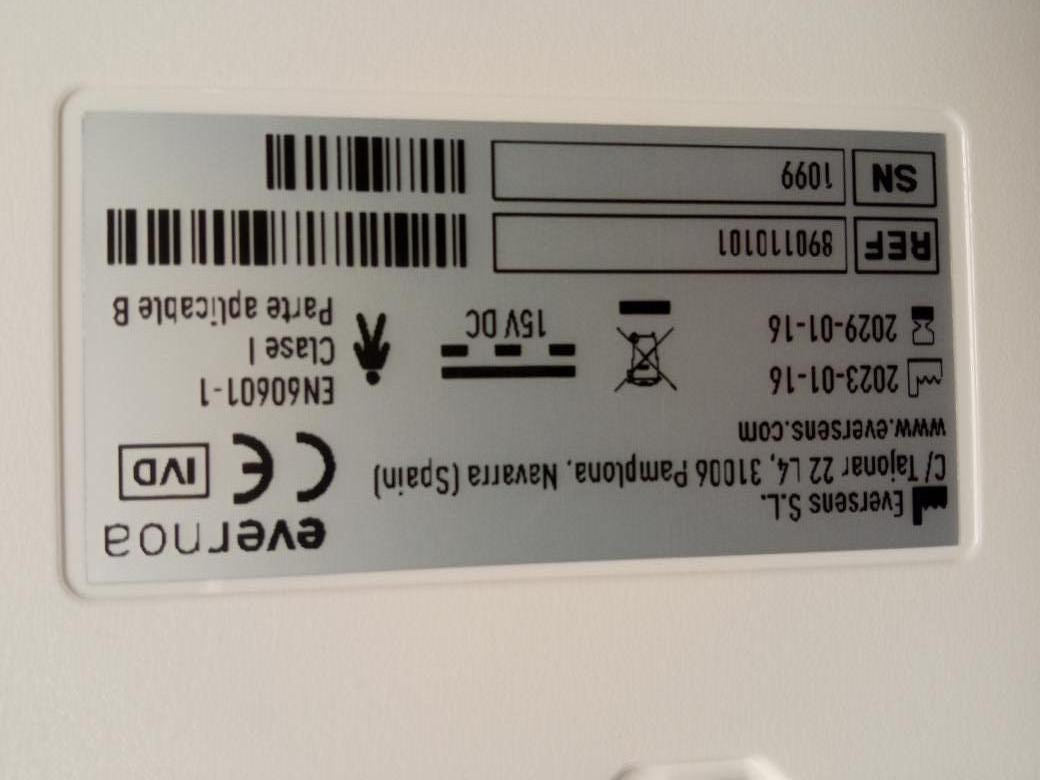 Eversens S.L.
C/ Tajonar 22 L4, 31006 Pamplona, Navarra (Spain)
www.eversens.com
2023-01-16
2029-01-16
15V DC
evernoa
CE IVD
EN60601-1
Clase I
Parte aplicable B
REF 890110101
SN 1099